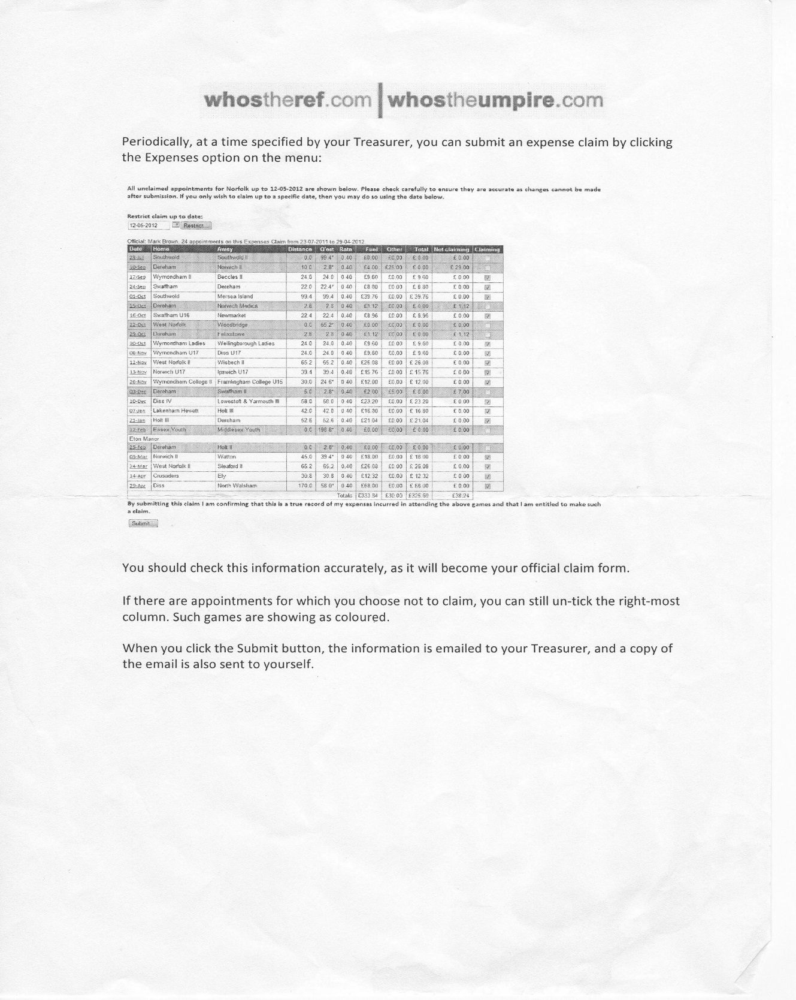 whostheref.com | whostheumpire.com
Periodically, at a time specified by your Treasurer, you can submit an expense claim by clicking
the Expenses option on the menu:
All unclaimed appointments for Norfolk up to 12-05-2012 are shown below. Please check carefully to ensure they are accurate as changes cannot be made
after submission. If you only wish to claim up to a specific date, then you may do so using the date below.
Restrict claim up to date:
12-05-2012 Restrict...
Official: Mark Brown. 24 appointments on this Expenses Claim from 23-07-2011 to 29-04-2012
Date Home Away Distance G'est Rate Fuel Other Total Not claiming Claiming
23-Jul Southwold Southwold II 0.0 99.4* 0.40 £0.00 £0.00 £ 0.00 £ 0.00
10-Sep Dereham Norwich II 10.0 2.8* 0.40 £4.00 £25.00 £ 0.00 £ 29.00
17-Sep Wymondham II Beccles II 24.0 24.0 0.40 £9.60 £0.00 £ 9.60 £ 0.00
24-Sep Swaffham Dereham 22.0 22.4* 0.40 £8.80 £0.00 £ 8.80 £ 0.00
01-Oct Southwold Mersea Island 99.4 99.4 0.40 £39.76 £0.00 £ 39.76 £ 0.00
15-Oct Dereham Norwich Medics 2.8 2.8 0.40 £1.12 £0.00 £ 0.00 £ 1.12
16-Oct Swaffham U16 Newmarket 22.4 22.4 0.40 £8.96 £0.00 £ 8.96 £ 0.00
22-Oct West Norfolk Woodbridge 0.0 65.2* 0.40 £0.00 £0.00 £ 0.00 £ 0.00
29-Oct Dereham Felixstowe 2.8 2.8 0.40 £1.12 £0.00 £ 0.00 £ 1.12
30-Oct Wymondham Ladies Wellingborough Ladies 24.0 24.0 0.40 £9.60 £0.00 £ 9.60 £ 0.00
06-Nov Wymondham U17 Diss U17 24.0 24.0 0.40 £9.60 £0.00 £ 9.60 £ 0.00
12-Nov West Norfolk II Wisbech II 65.2 65.2 0.40 £26.08 £0.00 £ 26.08 £ 0.00
13-Nov Norwich U17 Ipswich U17 39.4 39.4 0.40 £15.76 £0.00 £ 15.76 £ 0.00
26-Nov Wymondham College II Framlingham College U15 30.0 24.6* 0.40 £12.00 £0.00 £ 12.00 £ 0.00
03-Dec Dereham Swaffham II 5.0 2.8* 0.40 £2.00 £5.00 £ 0.00 £ 7.00
10-Dec Diss IV Lowestoft & Yarmouth III 58.0 58.0 0.40 £23.20 £0.00 £ 23.20 £ 0.00
07-Jan Lakenham Hewett Holt III 42.0 42.0 0.40 £16.80 £0.00 £ 16.80 £ 0.00
21-Jan Holt III Dereham 52.6 52.6 0.40 £21.04 £0.00 £ 21.04 £ 0.00
12-Feb Essex Youth Middlesex Youth 0.0 198.8* 0.40 £0.00 £0.00 £ 0.00 £ 0.00
Eton Manor
25-Feb Dereham Holt II 0.0 2.8* 0.40 £0.00 £0.00 £ 0.00 £ 0.00
03-Mar Norwich II Watton 45.0 39.4* 0.40 £18.00 £0.00 £ 18.00 £ 0.00
24-Mar West Norfolk II Sleaford II 65.2 65.2 0.40 £26.08 £0.00 £ 26.08 £ 0.00
14-Apr Crusaders Ely 30.8 30.8 0.40 £12.32 £0.00 £ 12.32 £ 0.00
29-Apr Diss North Walsham 170.0 58.0* 0.40 £68.00 £0.00 £ 68.00 £ 0.00
Totals £333.84 £30.00 £325.60 £38.24
By submitting this claim I am confirming that this is a true record of my expenses incurred in attending the above games and that I am entitled to make such
a claim.
Submit...
You should check this information accurately, as it will become your official claim form.
If there are appointments for which you choose not to claim, you can still un-tick the right-most
column. Such games are showing as coloured.
When you click the Submit button, the information is emailed to your Treasurer, and a copy of
the email is also sent to yourself.